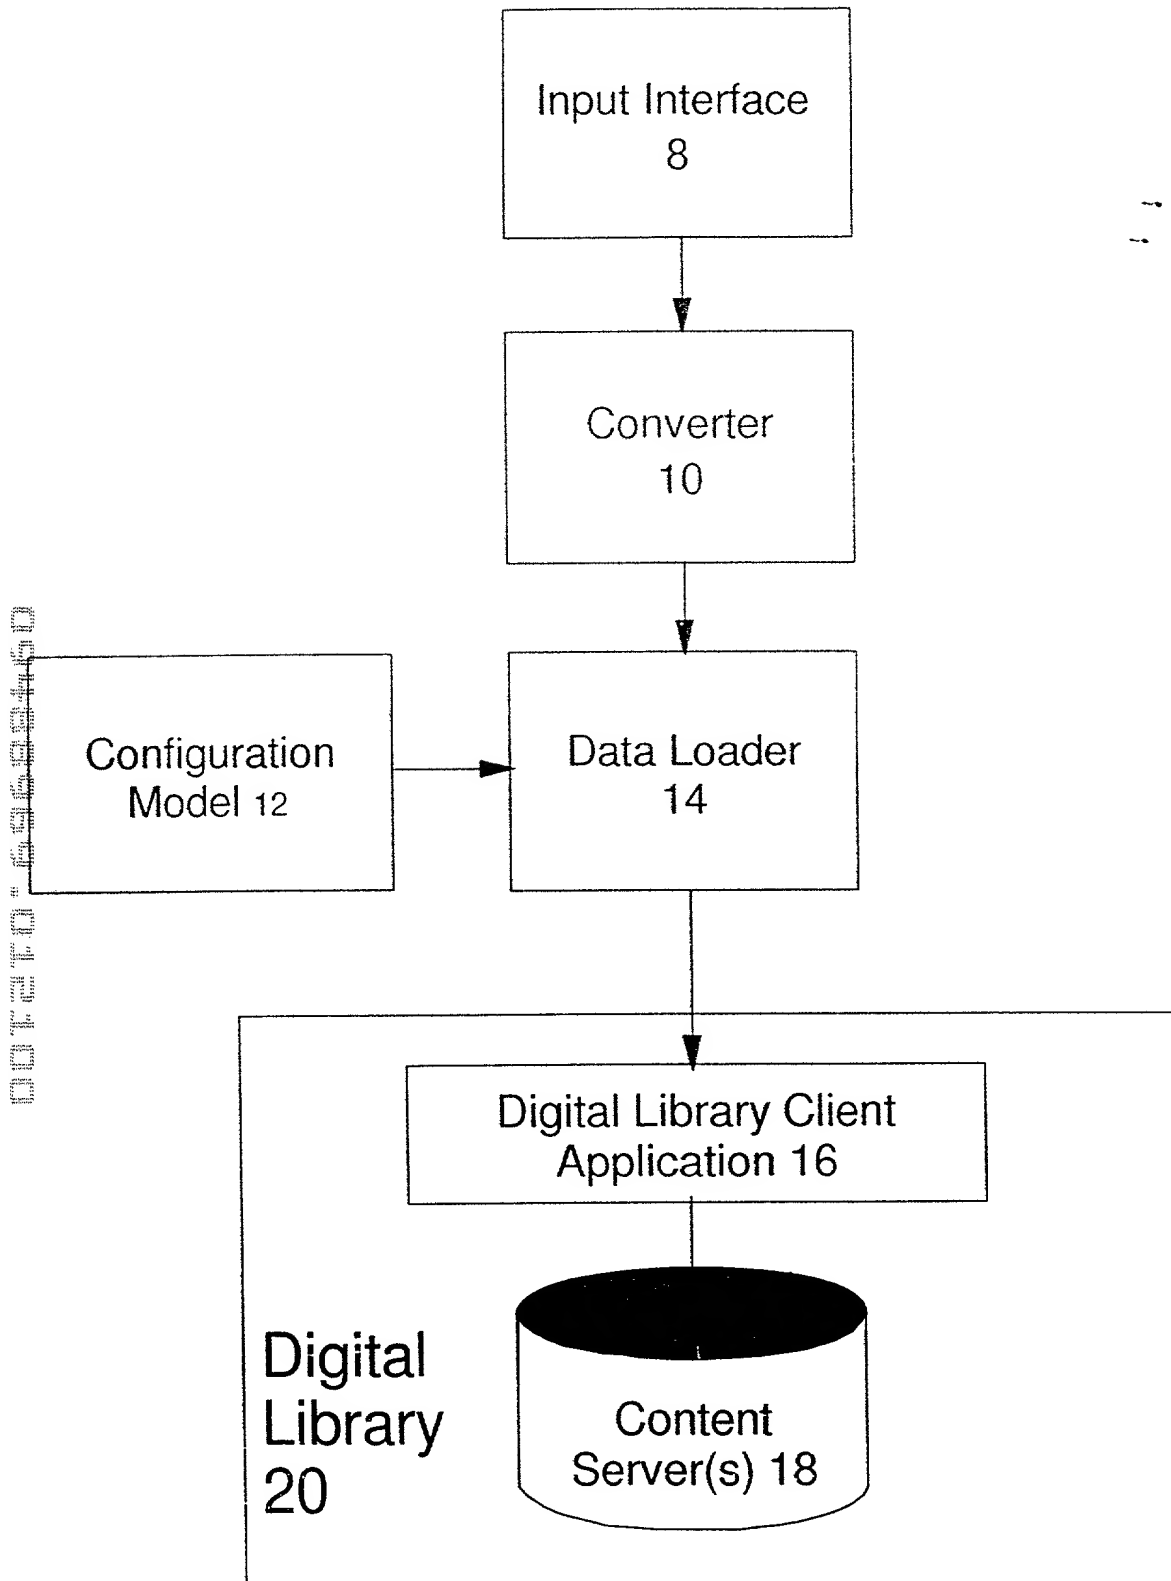 Input Interface
8
Converter
10
Configuration
Model 12
Data Loader
14
Digital Library Client
Application 16
Digital
Library
20
Content
Server(s) 18